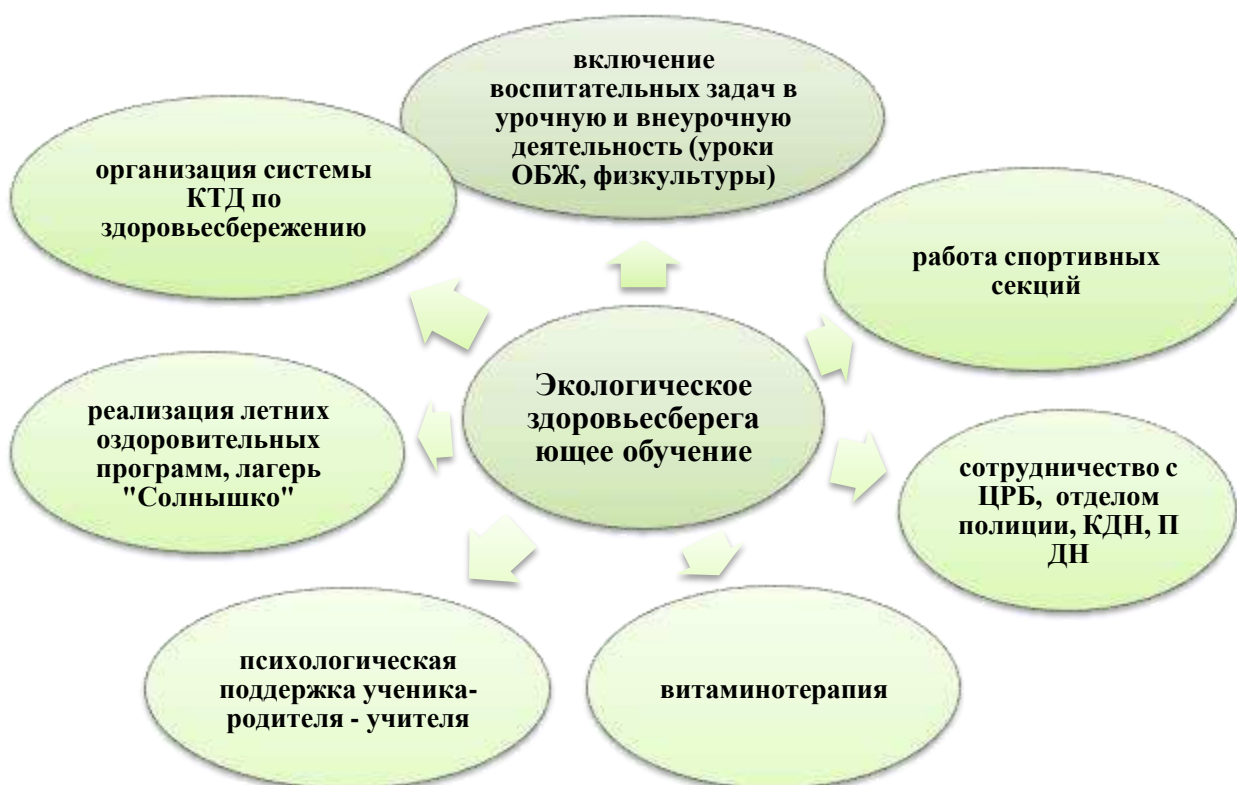 включение
воспитательных задач в
урочную и внеурочную
деятельность (уроки
ОБЖ, физкультуры)
организация системы
КТД по
здоровьесбережению
работа спортивных
секций
Экологическое
здоровьесберега
ющее обучение
реализация летних
оздоровительных
программ, лагерь
"Солнышко"
сотрудничество с
ЦРБ, отделом
полиции, КДН, П
ДН
психологическая
поддержка ученика-
родителя - учителя
витаминотерапия